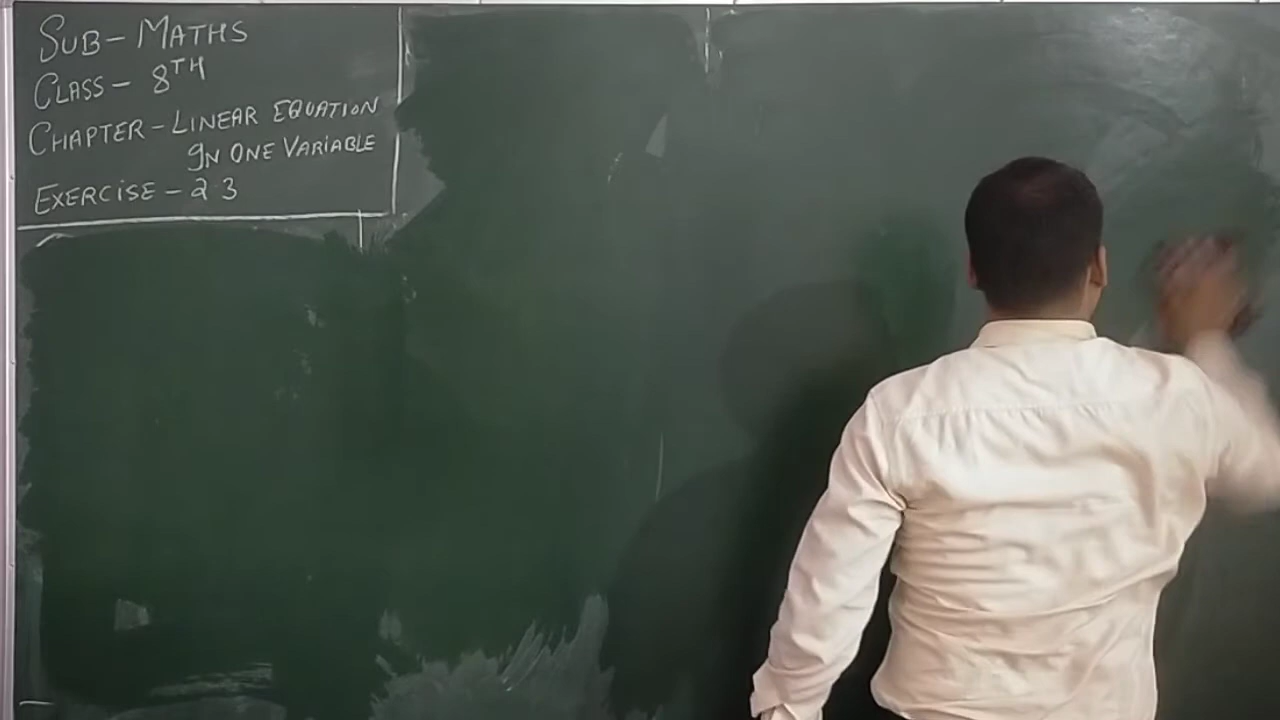 SUB- MATHS
CLASS- 8TH
CHAPTER-LINEAR EQUATION
IN ONE VARIABLE
EXERCISE-2 3